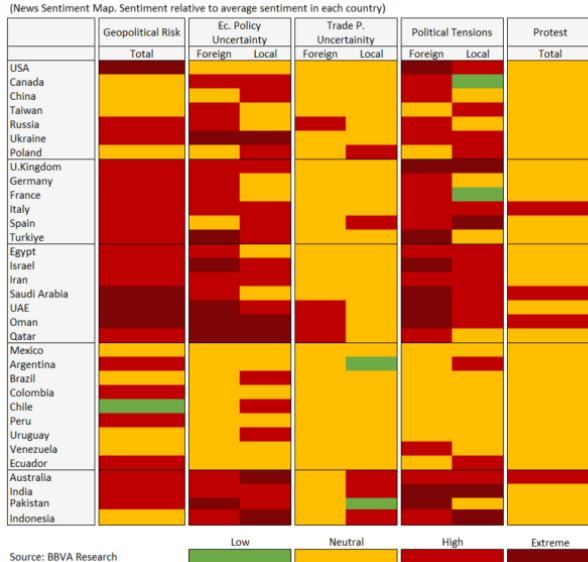 (News Sentiment Map. Sentiment relative to average sentiment in each country)
Geopolitical Risk Ec. Policy Uncertainty Trade P. Uncertainty Political Tensions Protest
Total Foreign Local Foreign Local Foreign Local Total
USA
Canada
China
Taiwan
Russia
Ukraine
Poland
U.Kingdom
Germany
France
Italy
Spain
Turkiye
Egypt
Israel
Iran
Saudi Arabia
UAE
Oman
Qatar
Mexico
Argentina
Brazil
Colombia
Chile
Peru
Uruguay
Venezuela
Ecuador
Australia
India
Pakistan
Indonesia
Low Neutral High Extreme
Source: BBVA Research